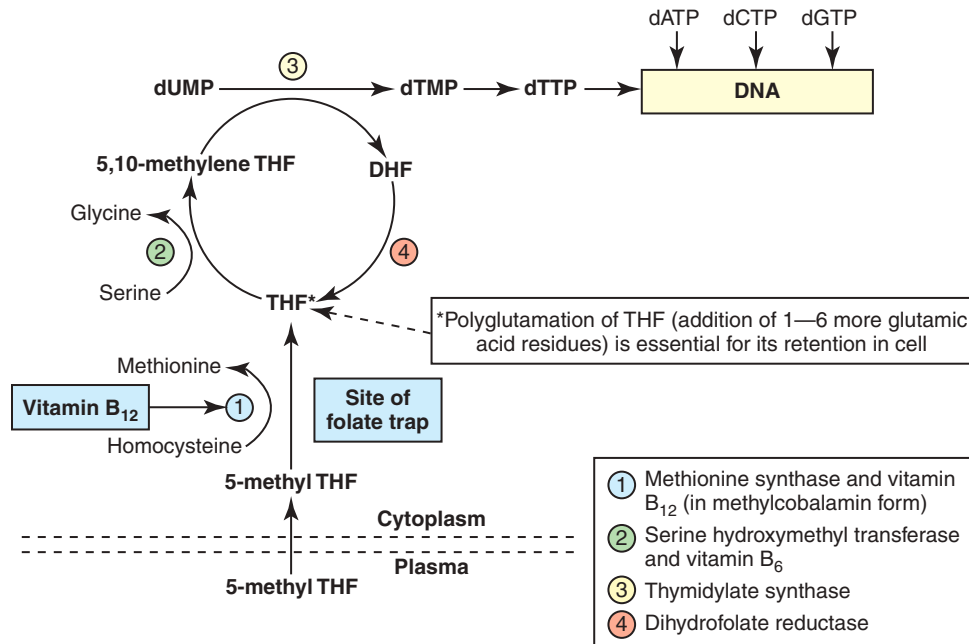 dATP dCTP dGTP
3
dUMP dTMP dTTP DNA
5,10-methylene THF DHF
Glycine
2 4
Serine THF*
*Polyglutamation of THF (addition of 1—6 more glutamic
acid residues) is essential for its retention in cell
Methionine
Vitamin B12 1
Site of
folate trap
Homocysteine
5-methyl THF
Cytoplasm
Plasma
5-methyl THF
1 Methionine synthase and vitamin
B12 (in methylcobalamin form)
2 Serine hydroxymethyl transferase
and vitamin B6
3 Thymidylate synthase
4 Dihydrofolate reductase